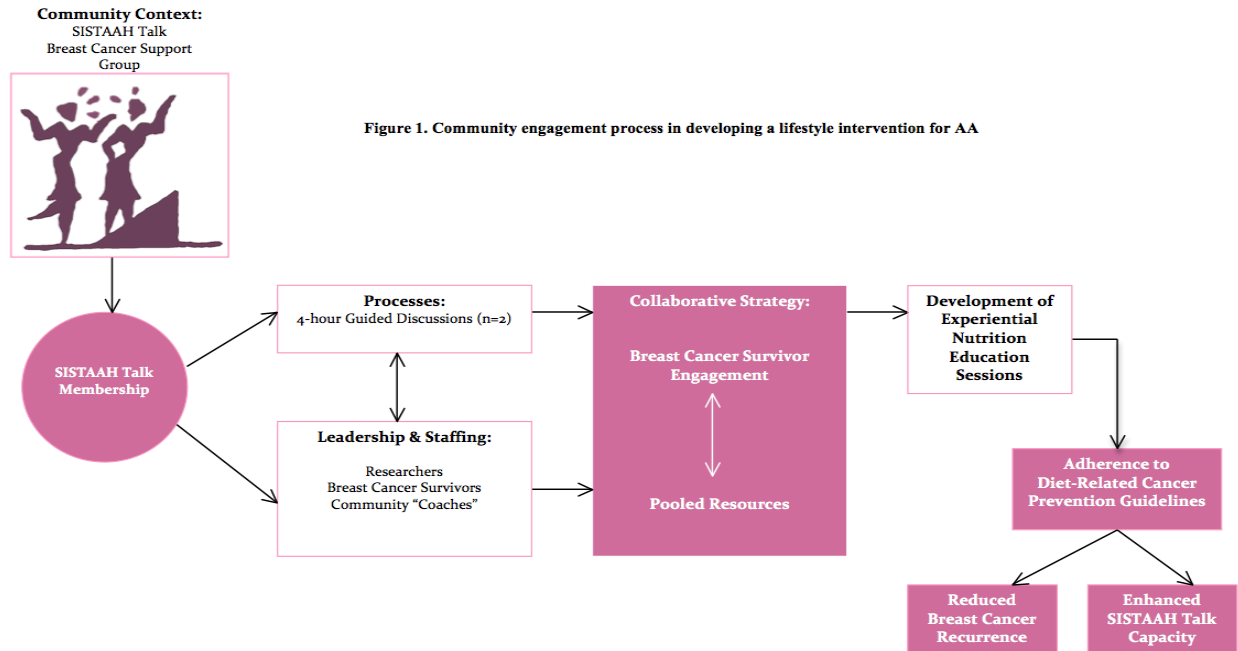 Community Context:
SISTAAH Talk
Breast Cancer Support
Group
Figure 1. Community engagement process in developing a lifestyle intervention for AA
SISTAAH Talk
Membership
Processes:
4-hour Guided Discussions (n=2)
Leadership & Staffing:
Researchers
Breast Cancer Survivors
Community “Coaches”
Collaborative Strategy:
Breast Cancer Survivor
Engagement
Pooled Resources
Development of
Experiential
Nutrition
Education
Sessions
Adherence to
Diet-Related Cancer
Prevention Guidelines
Reduced
Breast Cancer
Recurrence
Enhanced
SISTAAH Talk
Capacity